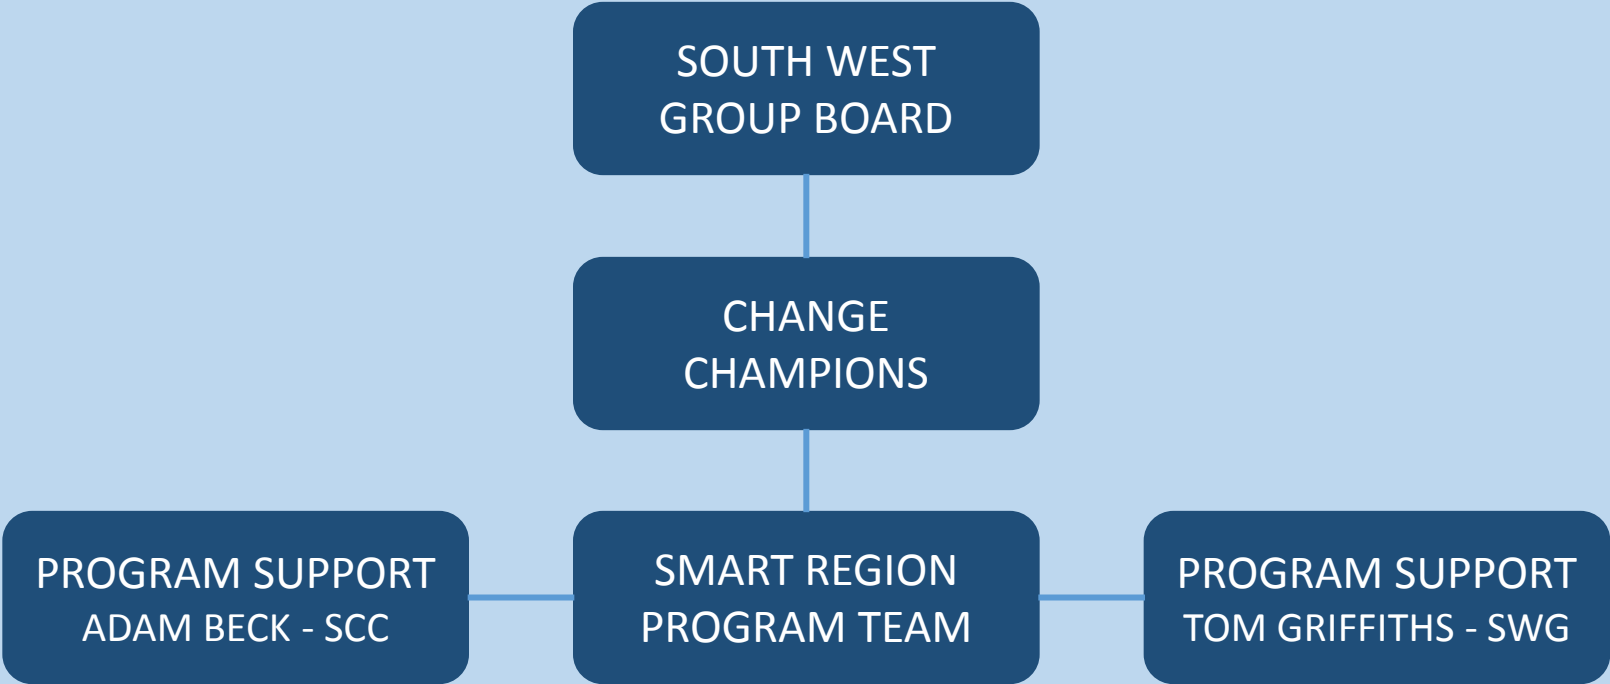 SOUTH WEST
GROUP BOARD
CHANGE
CHAMPIONS
PROGRAM SUPPORT
ADAM BECK - SCC
SMART REGION
PROGRAM TEAM
PROGRAM SUPPORT
TOM GRIFFITHS - SWG